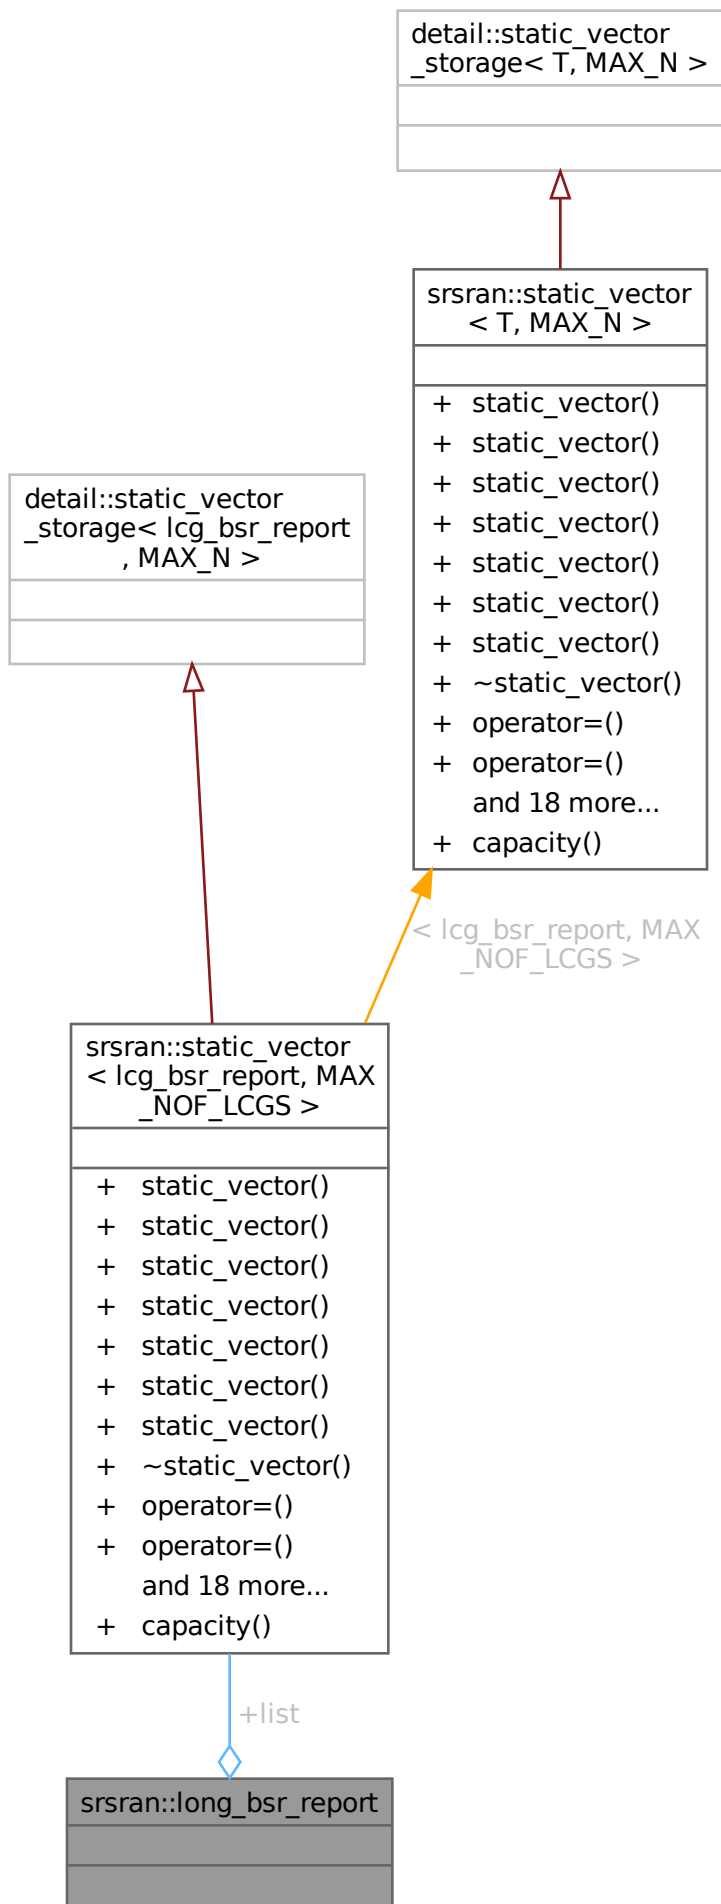 detail::static_vector
_storage< T, MAX_N >
srsran::static_vector
< T, MAX_N >
+ static_vector()
+ static_vector()
+ static_vector()
+ static_vector()
+ static_vector()
+ static_vector()
+ static_vector()
+ ~static_vector()
+ operator=()
+ operator=()
and 18 more...
+ capacity()
detail::static_vector
_storage< lcg_bsr_report
, MAX_N >
< lcg_bsr_report, MAX
_NOF_LCGS >
srsran::static_vector
< lcg_bsr_report, MAX
_NOF_LCGS >
+ static_vector()
+ static_vector()
+ static_vector()
+ static_vector()
+ static_vector()
+ static_vector()
+ static_vector()
+ ~static_vector()
+ operator=()
+ operator=()
and 18 more...
+ capacity()
+list
srsran::long_bsr_report